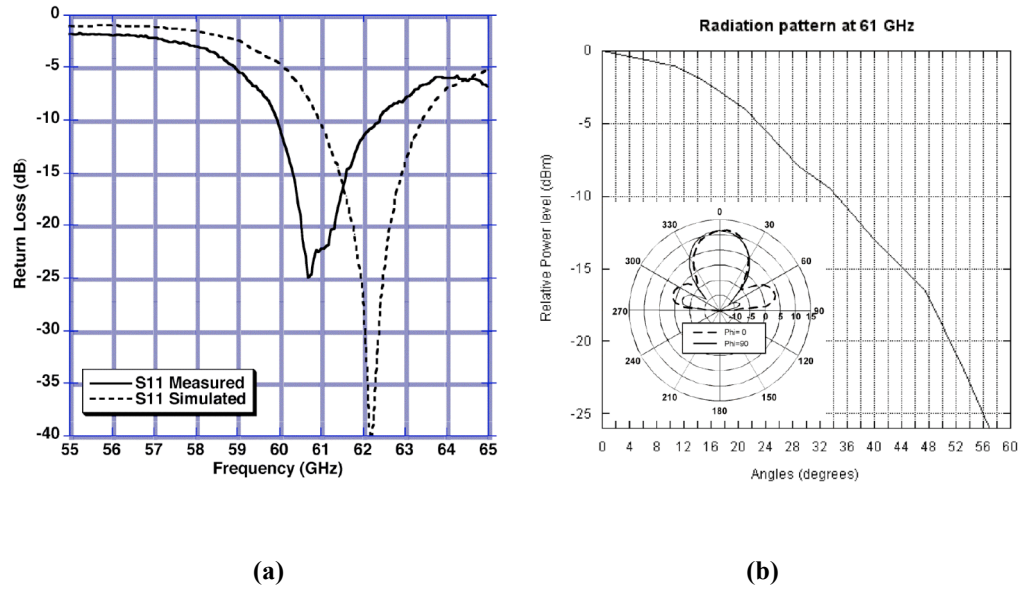 0
-5
-10
-15
-20
-25
-30
-35
-40
Return Loss (dB)
S11 Measured
S11 Simulated
55 56 57 58 59 60 61 62 63 64 65
Frequency (GHz)
(a)
Radiation pattern at 61 GHz
0
-5
-10
-15
-20
-25
Relative Power level (dBm)
0
330 30
300 60
270 -10 -5 0 5 10 15 90
Phi= 0
Phi=90
240 120
210 150
180
0 4 8 12 16 20 24 28 32 36 40 44 48 52 56 60
Angles (degrees)
(b)